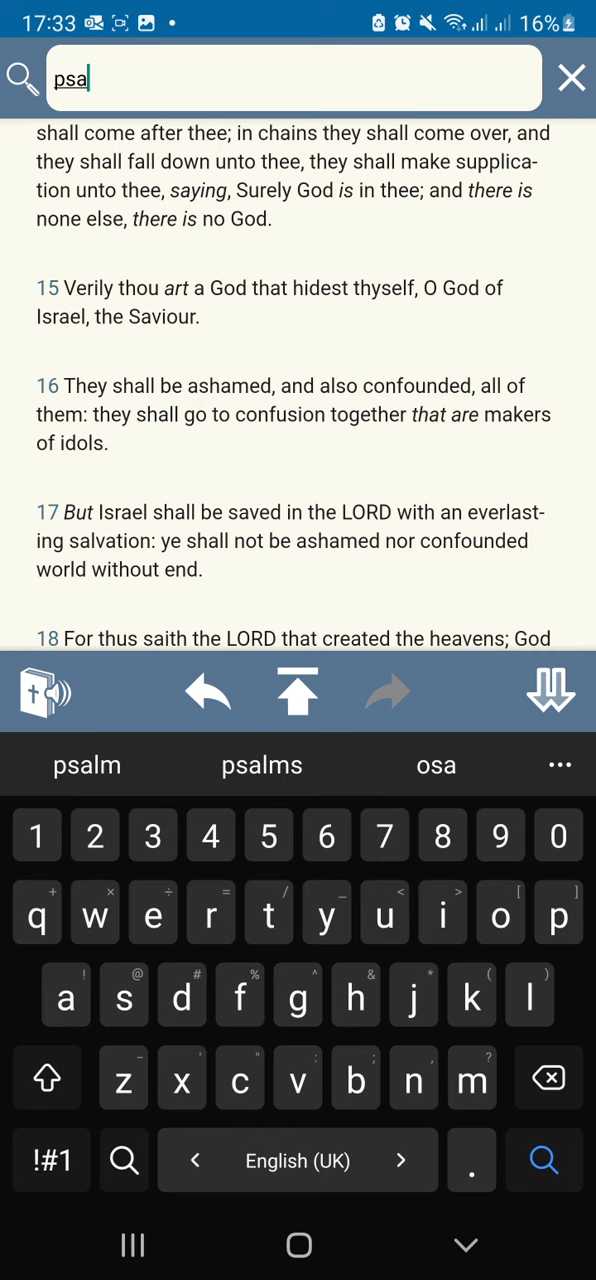 17:33 16%
psa
shall come after thee; in chains they shall come over, and
they shall fall down unto thee, they shall make supplica-
tion unto thee, saying, Surely God is in thee; and there is
none else, there is no God.
15 Verily thou art a God that hidest thyself, O God of
Israel, the Saviour.
16 They shall be ashamed, and also confounded, all of
them: they shall go to confusion together that are makers
of idols.
17 But Israel shall be saved in the LORD with an everlast-
ing salvation: ye shall not be ashamed nor confounded
world without end.
18 For thus saith the LORD that created the heavens; God
psalm psalms osa ...
1 2 3 4 5 6 7 8 9 0
+ × ÷ = / _ < > [ ]
q w e r t y u i o p
! @ # % ^ & * ( )
a s d f g h j k l
- ' " : ; , ?
z x c v b n m
!#1 < English (UK) > .